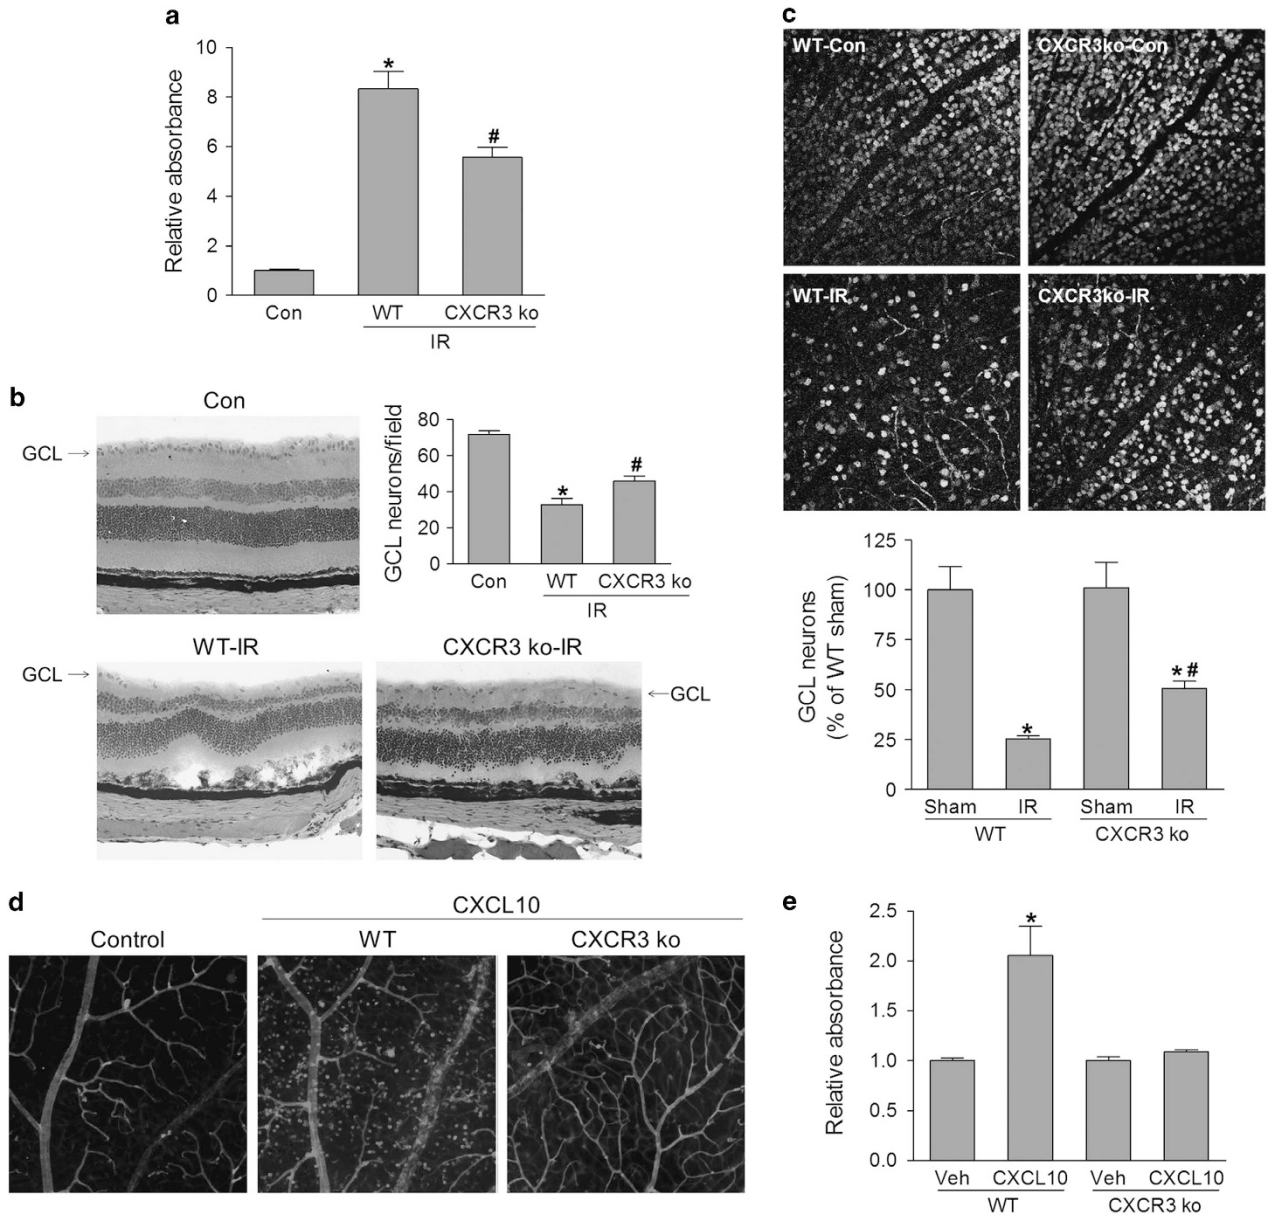 a
10
8
6
4
2
0
Relative absorbance
*
#
Con WT CXCR3 ko
IR
b
Con
GCL →
80
60
40
20
0
GCL neurons/field
*
#
Con WT CXCR3 ko
IR
WT-IR
GCL →
CXCR3 ko-IR
←GCL
c
WT-Con
CXCR3ko-Con
WT-IR
CXCR3ko-IR
125
100
75
50
25
0
GCL neurons
(% of WT sham)
*
* #
Sham IR Sham IR
WT CXCR3 ko
d
CXCL10
Control WT CXCR3 ko
e
2.5
2.0
1.5
1.0
0.5
0.0
Relative absorbance
*
Veh CXCL10 Veh CXCL10
WT CXCR3 ko